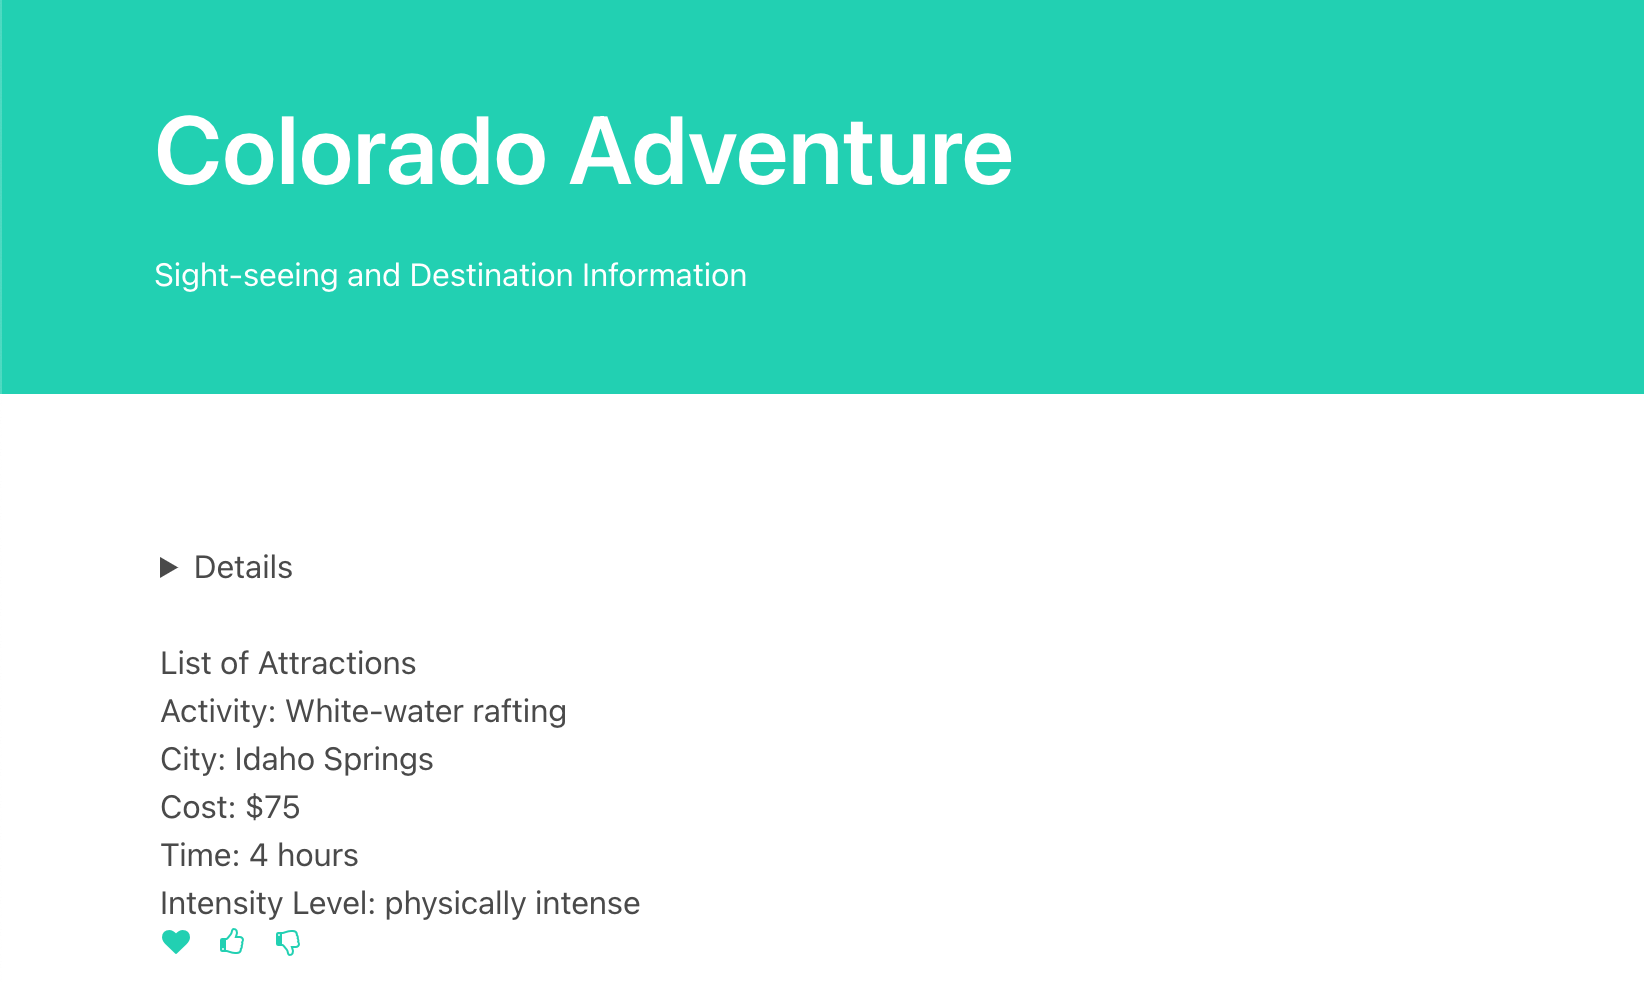 Colorado Adventure
Sight-seeing and Destination Information
Details
List of Attractions
Activity: White-water rafting
City: Idaho Springs
Cost: $75
Time: 4 hours
Intensity Level: physically intense